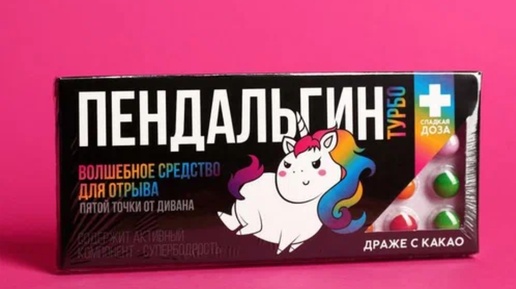 ПЕНДАЛЬГИН
ТУРБО
СЛАДКАЯ
ДОЗА
ВОЛШЕБНОЕ СРЕДСТВО
ДЛЯ ОТРЫВА
ПЯТОЙ ТОЧКИ ОТ ДИВАНА
СОДЕРЖИТ АКТИВНЫЙ
КОМПОНЕНТ - СУПЕРБОДРОСТЬ
ДРАЖЕ С КАКАО